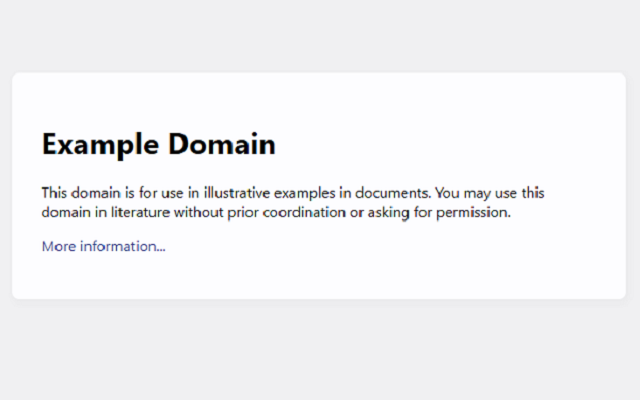 Example Domain
This domain is for use in illustrative examples in documents. You may use this
domain in literature without prior coordination or asking for permission.
More information...